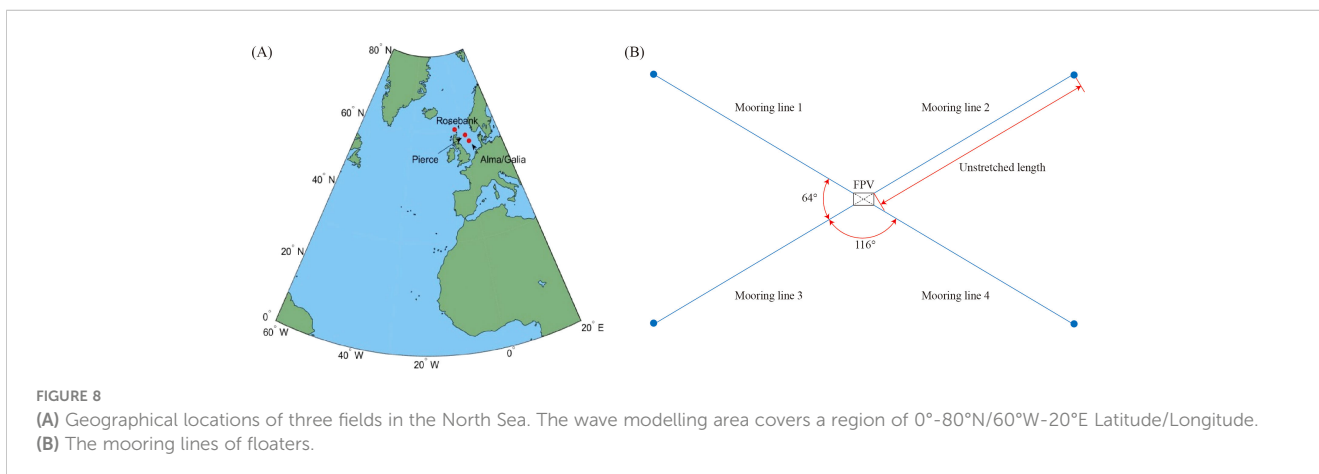 (A)
80° N
60° N
Rosebank
Pierce
Alma/Galia
40° N
20° N
0°
60° W
40° W
20° W
0°
20° E
(B)
Mooring line 1
Mooring line 2
FPV
Unstretched length
64°
116°
Mooring line 3
Mooring line 4
FIGURE 8
(A) Geographical locations of three fields in the North Sea. The wave modelling area covers a region of 0°-80°N/60°W-20°E Latitude/Longitude.
(B) The mooring lines of floaters.